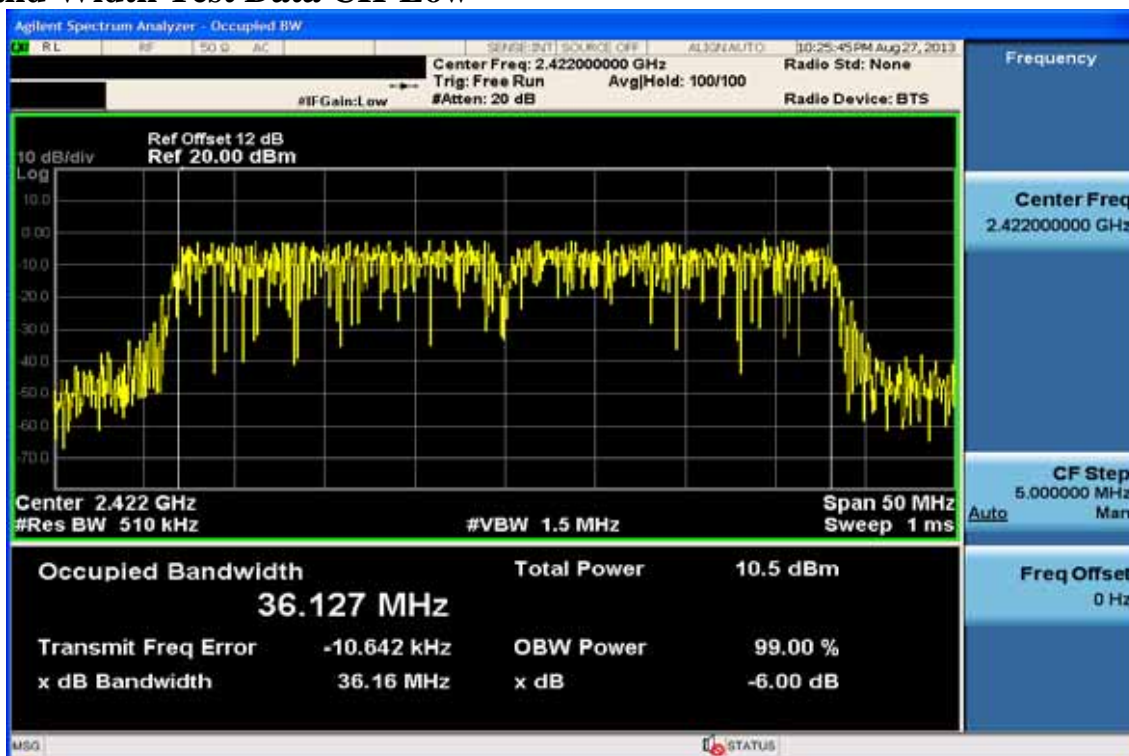 and Width Test Data CH-Low
Agilent Spectrum Analyzer - Occupied BW
RL RF 50 Ω AC SENSE:INT SOURCE OFF ALIGN AUTO 10:25:45 PM Aug 27, 2013
Center Freq: 2.422000000 GHz Radio Std: None
Trig: Free Run Avg|Hold: 100/100
#IFGain:Low #Atten: 20 dB Radio Device: BTS
Ref Offset 12 dB
10 dB/div Ref 20.00 dBm
Log
10.0
0.00
-10.0
-20.0
-30.0
-40.0
-50.0
-60.0
-70.0
Center 2.422 GHz Span 50 MHz
#Res BW 510 kHz #VBW 1.5 MHz Sweep 1 ms
Occupied Bandwidth Total Power 10.5 dBm
36.127 MHz
Transmit Freq Error -10.642 kHz OBW Power 99.00 %
x dB Bandwidth 36.16 MHz x dB -6.00 dB
MSG STATUS
Frequency
Center Freq
2.422000000 GHz
CF Step
5.000000 MHz
Auto Man
Freq Offset
0 Hz